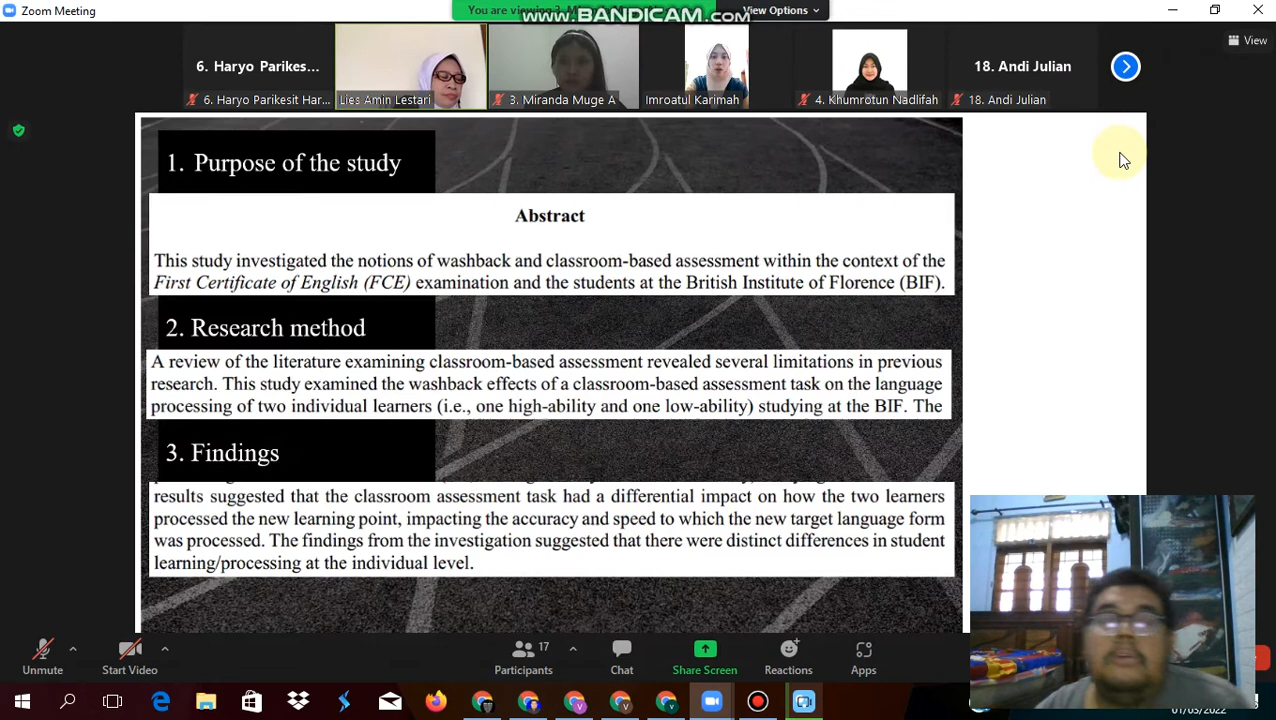 Zoom Meeting
You are viewing 3. Mi
View Options
www.BANDICAM.com
View
6. Haryo Parikes...
18. Andi Julian
6. Haryo Parikesit Har...
Lies Amin Lestari
3. Miranda Muge A
Imroatul Karimah
4. Khumrotun Nadlifah
18. Andi Julian
1. Purpose of the study
Abstract
This study investigated the notions of washback and classroom-based assessment within the context of the
First Certificate of English (FCE) examination and the students at the British Institute of Florence (BIF).
2. Research method
A review of the literature examining classroom-based assessment revealed several limitations in previous
research. This study examined the washback effects of a classroom-based assessment task on the language
processing of two individual learners (i.e., one high-ability and one low-ability) studying at the BIF. The
3. Findings
results suggested that the classroom assessment task had a differential impact on how the two learners
processed the new learning point, impacting the accuracy and speed to which the new target language form
was processed. The findings from the investigation suggested that there were distinct differences in student
learning/processing at the individual level.
17
Unmute
Start Video
Participants
Chat
Share Screen
Reactions
Apps
01/03/2022